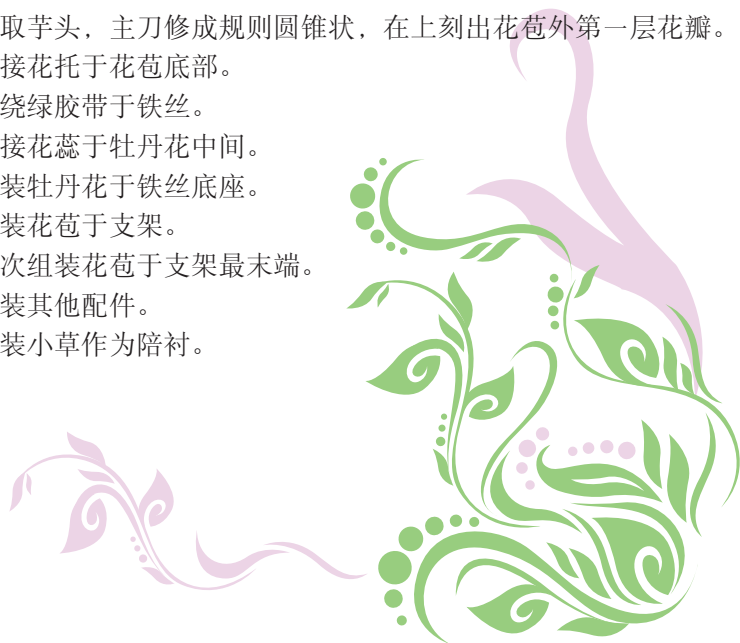 取芋头，主刀修成规则圆锥状，在上刻出花苞外第一层花瓣。
接花托于花苞底部。
绕绿胶带于铁丝。
接花蕊于牡丹花中间。
装牡丹花于铁丝底座。
装花苞于支架。
次组装花苞于支架最末端。
装其他配件。
装小草作为陪衬。